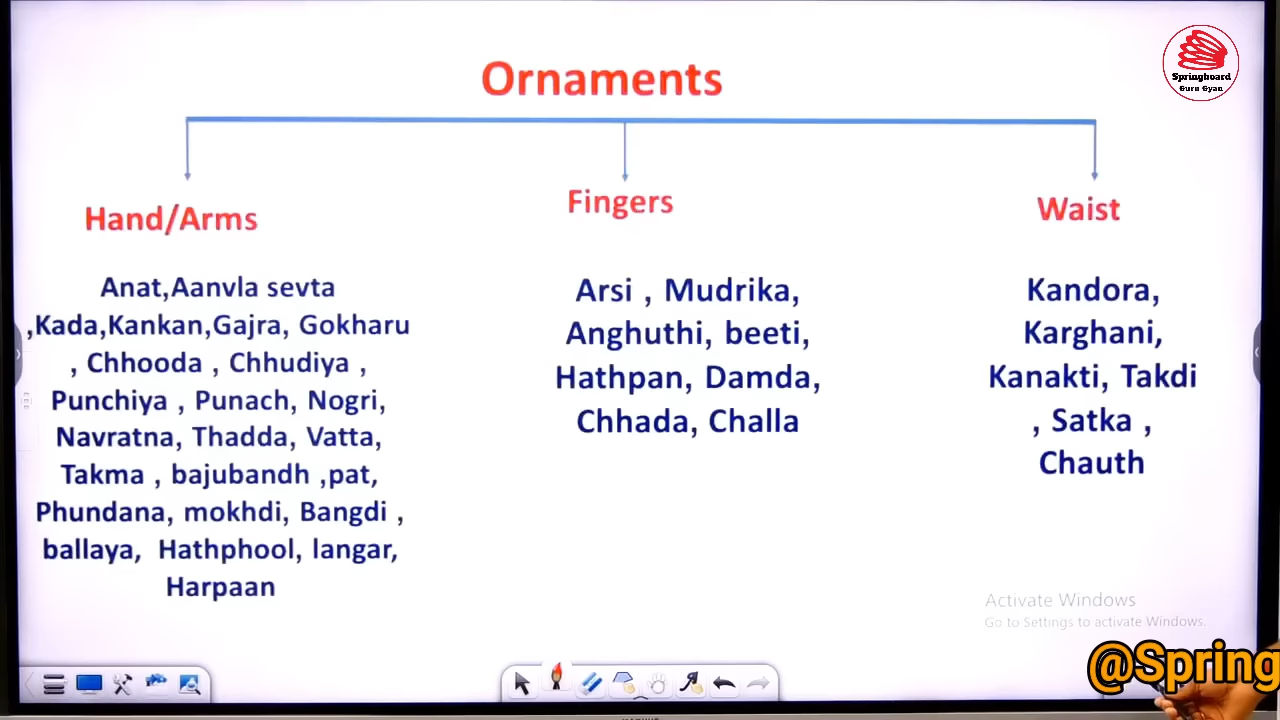 Springboard
Guru Gyan
Ornaments
Hand/Arms
Anat,Aanvla sevta
,Kada,Kankan,Gajra, Gokharu
, Chhooda , Chhudiya ,
Punchiya , Punach, Nogri,
Navratna, Thadda, Vatta,
Takma , bajubandh ,pat,
Phundana, mokhdi, Bangdi ,
ballaya, Hathphool, langar,
Harpaan
Fingers
Arsi , Mudrika,
Anghuthi, beeti,
Hathpan, Damda,
Chhada, Challa
Waist
Kandora,
Karghani,
Kanakti, Takdi
, Satka ,
Chauth
Activate Windows
Go to Settings to activate Windows.
@Spring